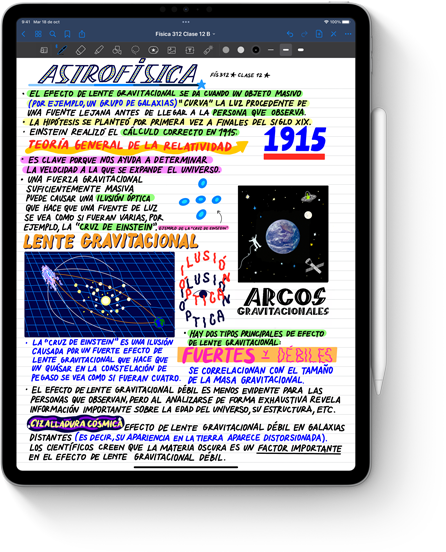 9:41 Mar 16 de oct
100%
Física 312 Clase 12 B
ASTROFÍSICA
FÍS 312 ★ CLASE 12 ★
• EL EFECTO DE LENTE GRAVITACIONAL SE DA CUANDO UN OBJETO MASIVO
(POR EJEMPLO, UN GRUPO DE GALAXIAS) "CURVA" LA LUZ PROCEDENTE DE
UNA FUENTE LEJANA ANTES DE LLEGAR A LA PERSONA QUE OBSERVA.
• LA HIPÓTESIS SE PLANTEÓ POR PRIMERA VEZ A FINALES DEL SIGLO XIX.
• EINSTEIN REALIZÓ EL CÁLCULO CORRECTO EN 1915.
TEORÍA GENERAL DE LA RELATIVIDAD
1915
• ES CLAVE PORQUE NOS AYUDA A DETERMINAR
LA VELOCIDAD A LA QUE SE EXPANDE EL UNIVERSO.
• UNA FUERZA GRAVITACIONAL
SUFICIENTEMENTE MASIVA
PUEDE CAUSAR UNA ILUSIÓN ÓPTICA
QUE HACE QUE UNA FUENTE DE LUZ
SE VEA COMO SI FUERAN VARIAS, POR
EJEMPLO, LA "CRUZ DE EINSTEIN".
EJEMPLO DE LA "CRUZ DE EINSTEIN"
LENTE GRAVITACIONAL
ILUSIÓN
ILUSIÓN
ÓPTICA
ÓPTICA
ARCOS
GRAVITACIONALES
• LA "CRUZ DE EINSTEIN" ES UNA ILUSIÓN
CAUSADA POR UN FUERTE EFECTO DE
LENTE GRAVITACIONAL QUE HACE QUE
UN QUÁSAR EN LA CONSTELACIÓN DE
PEGASO SE VEA COMO SI FUERAN CUATRO.
• HAY DOS TIPOS PRINCIPALES DE EFECTO
DE LENTE GRAVITACIONAL:
FUERTES Y DÉBILES
SE CORRELACIONAN CON EL TAMAÑO
DE LA MASA GRAVITACIONAL.
• EL EFECTO DE LENTE GRAVITACIONAL DÉBIL ES MENOS EVIDENTE PARA LAS
PERSONAS QUE OBSERVAN, PERO AL ANALIZARSE DE FORMA EXHAUSTIVA REVELA
INFORMACIÓN IMPORTANTE SOBRE LA EDAD DEL UNIVERSO, SU ESTRUCTURA, ETC.
CIZALLADURA CÓSMICA EFECTO DE LENTE GRAVITACIONAL DÉBIL EN GALAXIAS
DISTANTES (ES DECIR, SU APARIENCIA EN LA TIERRA APARECE DISTORSIONADA).
LOS CIENTÍFICOS CREEN QUE LA MATERIA OSCURA ES UN FACTOR IMPORTANTE
EN EL EFECTO DE LENTE GRAVITACIONAL DÉBIL.